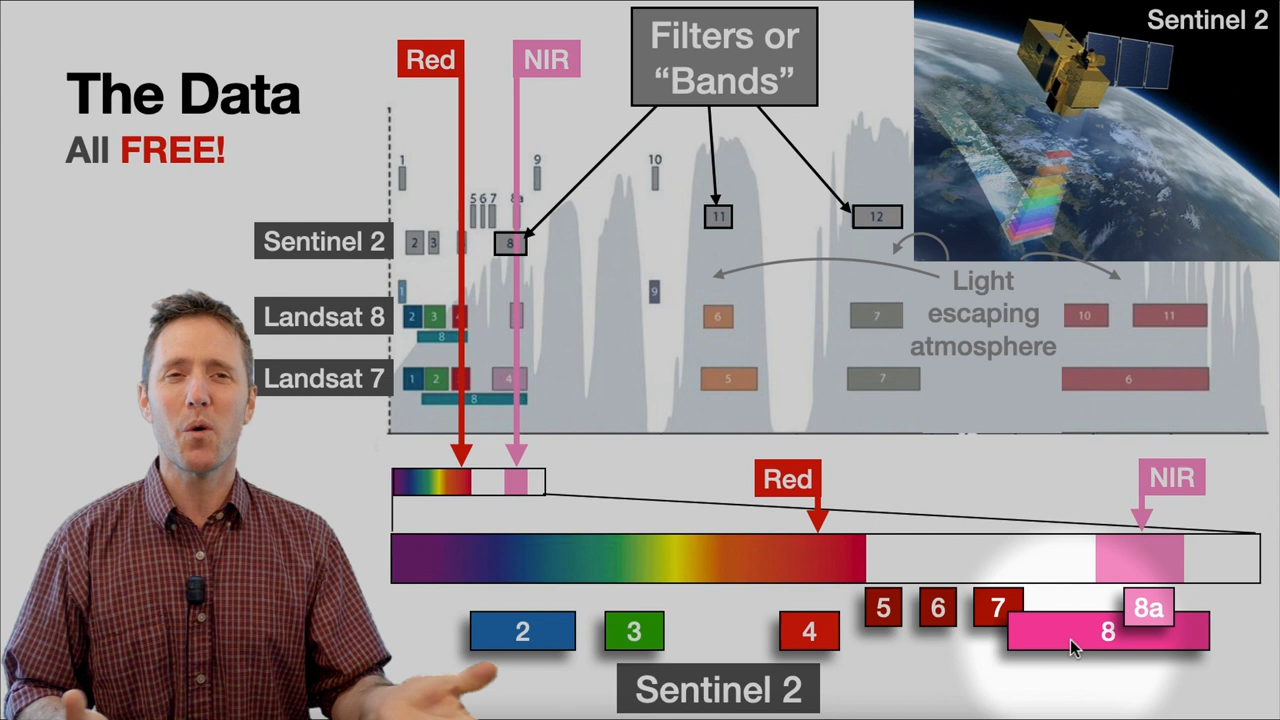 Sentinel 2
Filters or
“Bands”
Red
NIR
The Data
All FREE!
1
9
10
5 6 7 8a
11
12
Sentinel 2
2 3
8
Light
escaping
atmosphere
1
9
Landsat 8
2 3 4
6
7
10
11
8
Landsat 7
1 2
4
5
7
6
8
Red
NIR
5
6
7
8a
2
3
4
8
Sentinel 2